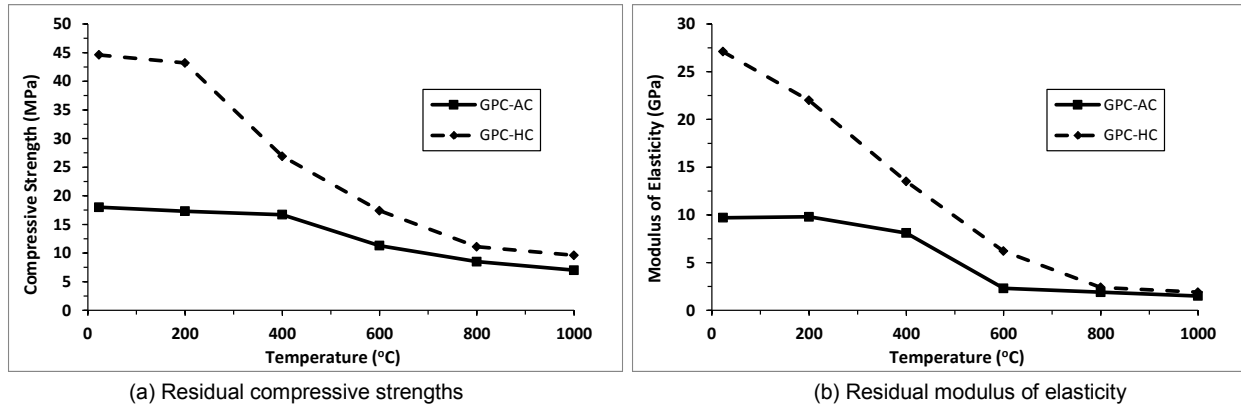 50
45
40
35
30
25
20
15
10
5
0
Compressive Strength (MPa)
GPC-AC
GPC-HC
0 200 400 600 800 1000
Temperature (°C)
(a) Residual compressive strengths
30
25
20
15
10
5
0
Modulus of Elasticity (GPa)
GPC-AC
GPC-HC
0 200 400 600 800 1000
Temperature (°C)
(b) Residual modulus of elasticity